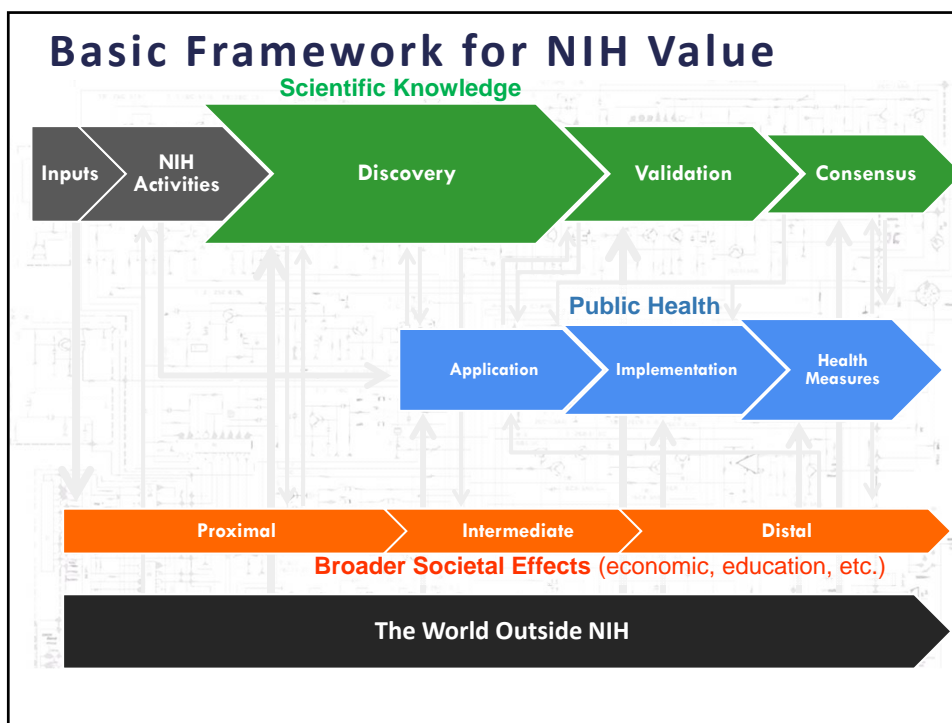 Basic Framework for NIH Value
Scientific Knowledge
Inputs
NIH
Activities
Discovery
Validation
Consensus
Public Health
Application
Implementation
Health
Measures
Proximal
Intermediate
Distal
Broader Societal Effects (economic, education, etc.)
The World Outside NIH